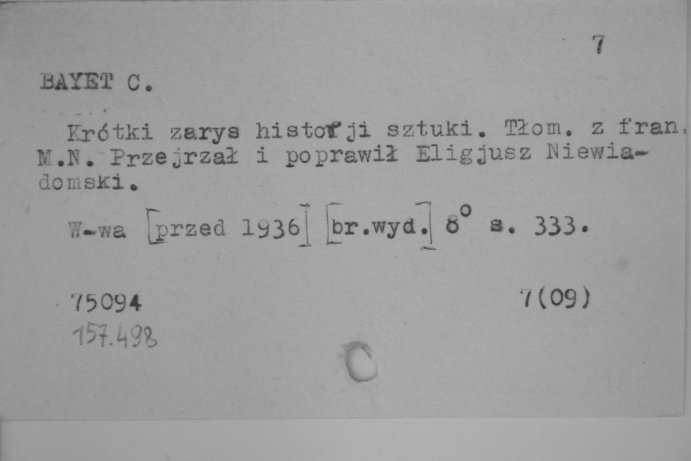 7
BAYET C.
Krótki zarys historji sztuki. Tłom. z fran.
M.N. Przejrzał i poprawił Eligjusz Niewia-
domski.
W-wa [przed 1936] [br.wyd.] 8° s. 333.
75094 7(09)
157.498